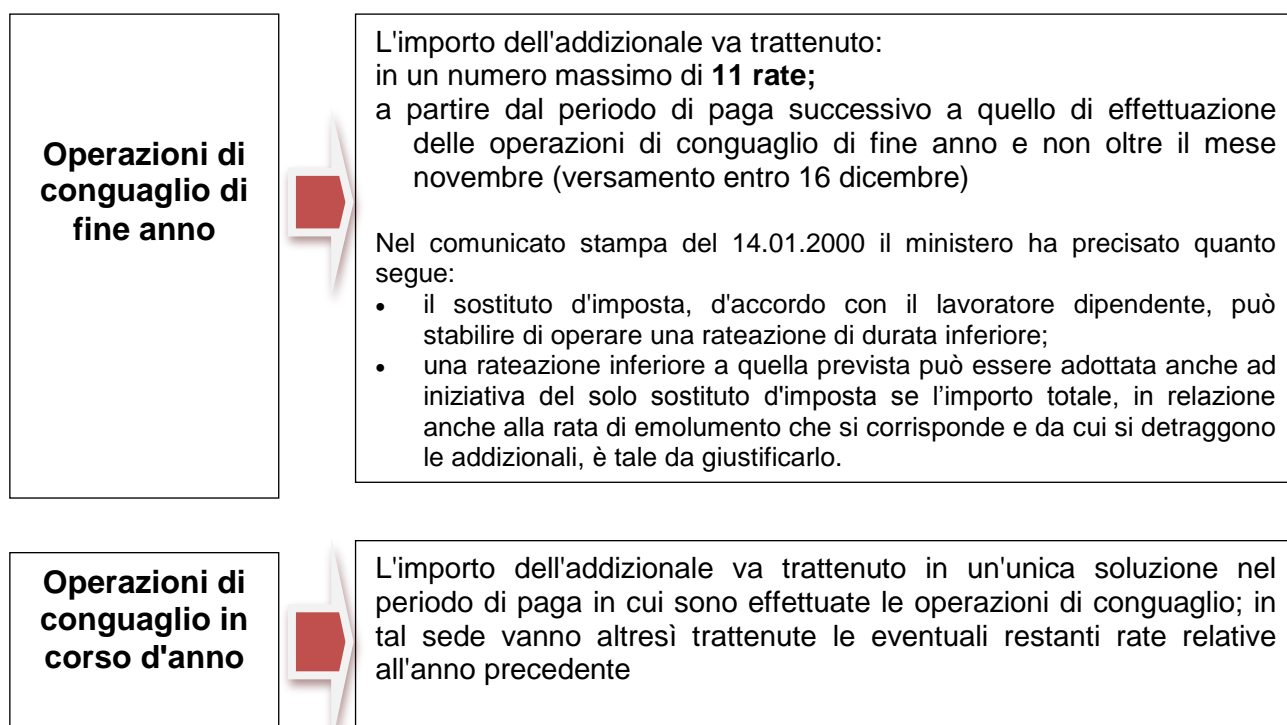 Operazioni di
conguaglio di
fine anno
L'importo dell'addizionale va trattenuto:
in un numero massimo di 11 rate;
a partire dal periodo di paga successivo a quello di effettuazione
delle operazioni di conguaglio di fine anno e non oltre il mese
novembre (versamento entro 16 dicembre)
Nel comunicato stampa del 14.01.2000 il ministero ha precisato quanto
segue:
• il sostituto d'imposta, d'accordo con il lavoratore dipendente, può
stabilire di operare una rateazione di durata inferiore;
• una rateazione inferiore a quella prevista può essere adottata anche ad
iniziativa del solo sostituto d'imposta se l’importo totale, in relazione
anche alla rata di emolumento che si corrisponde e da cui si detraggono
le addizionali, è tale da giustificarlo.
Operazioni di
conguaglio in
corso d'anno
L'importo dell'addizionale va trattenuto in un'unica soluzione nel
periodo di paga in cui sono effettuate le operazioni di conguaglio; in
tal sede vanno altresì trattenute le eventuali restanti rate relative
all'anno precedente